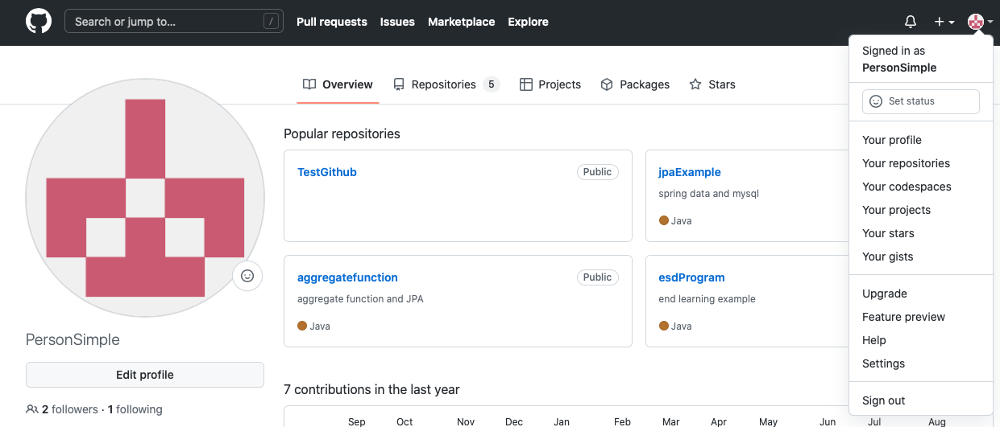 Search or jump to... / Pull requests Issues Marketplace Explore
Signed in as
PersonSimple
Set status
Your profile
Your repositories
Your codespaces
Your projects
Your stars
Your gists
Upgrade
Feature preview
Help
Settings
Sign out
Overview Repositories 5 Projects Packages Stars
PersonSimple
Edit profile
2 followers · 1 following
Popular repositories
TestGithub Public
jpaExample
spring data and mysql
Java
aggregatefunction Public
aggregate function and JPA
Java
esdProgram
end learning example
Java
7 contributions in the last year
Sep Oct Nov Dec Jan Feb Mar Apr May Jun Jul Aug